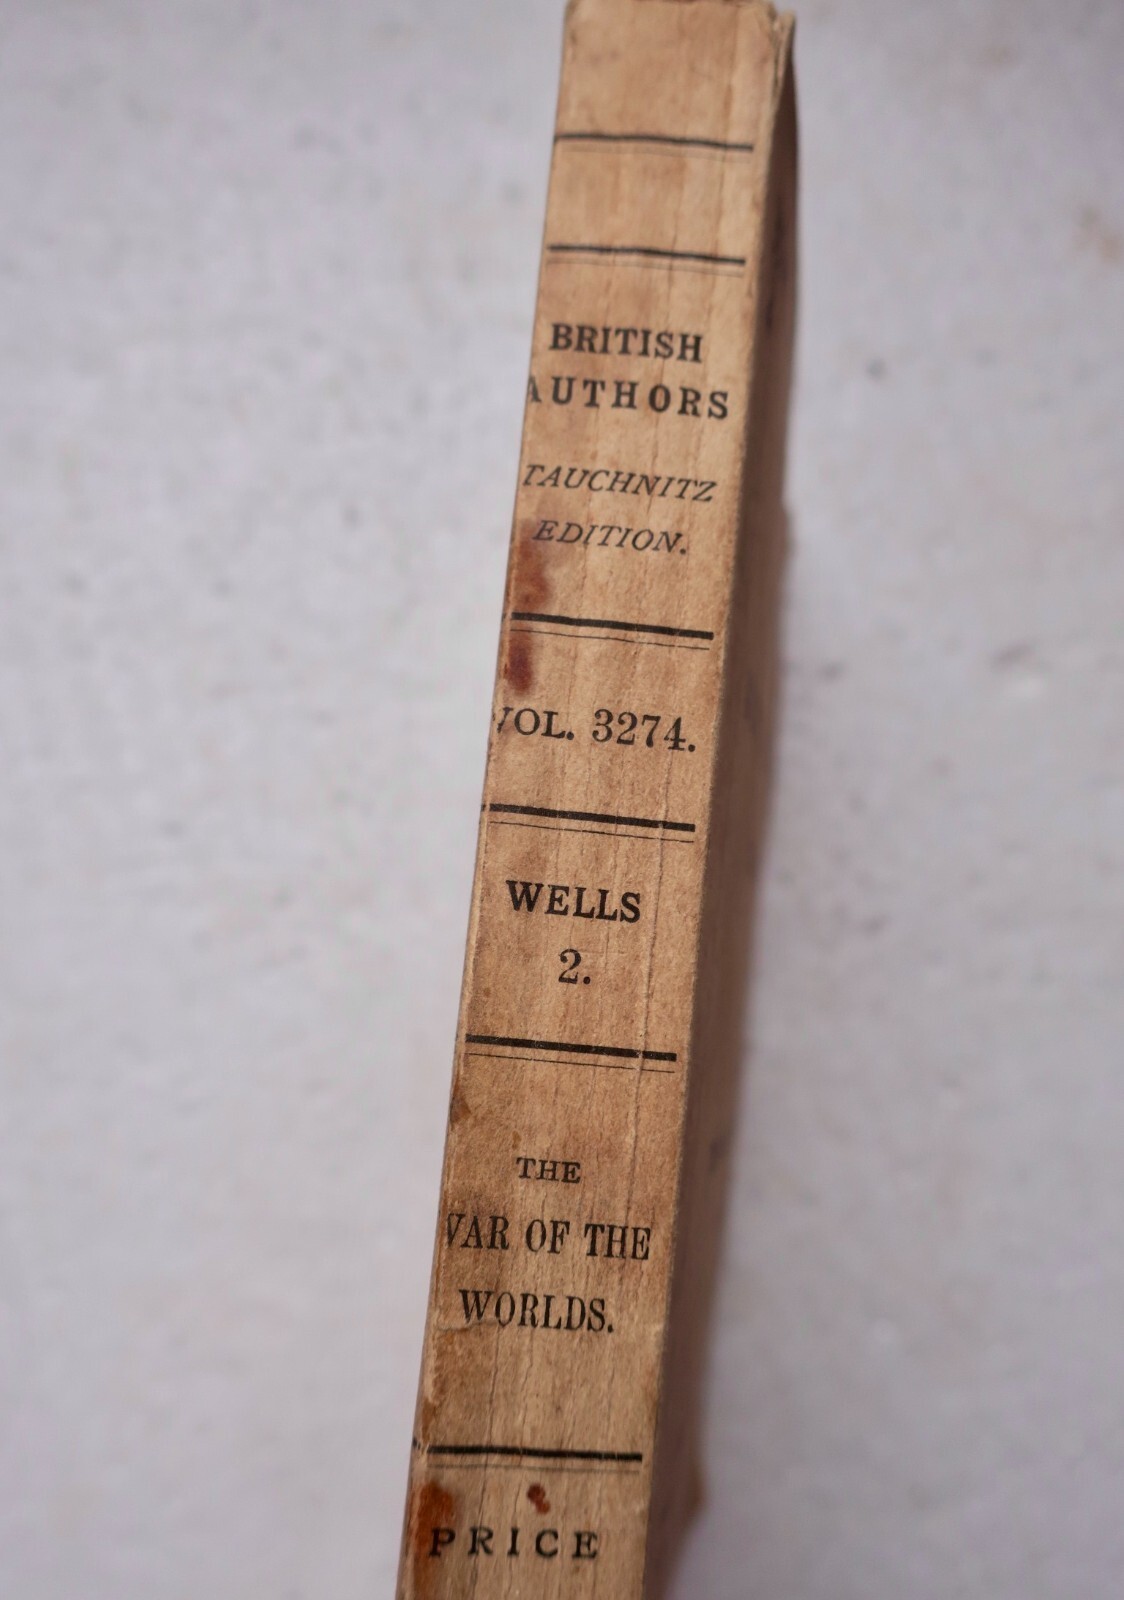 BRITISH
AUTHORS
TAUCHNITZ
EDITION.
VOL. 3274.
WELLS
2.
THE
WAR OF THE
WORLDS.
PRICE